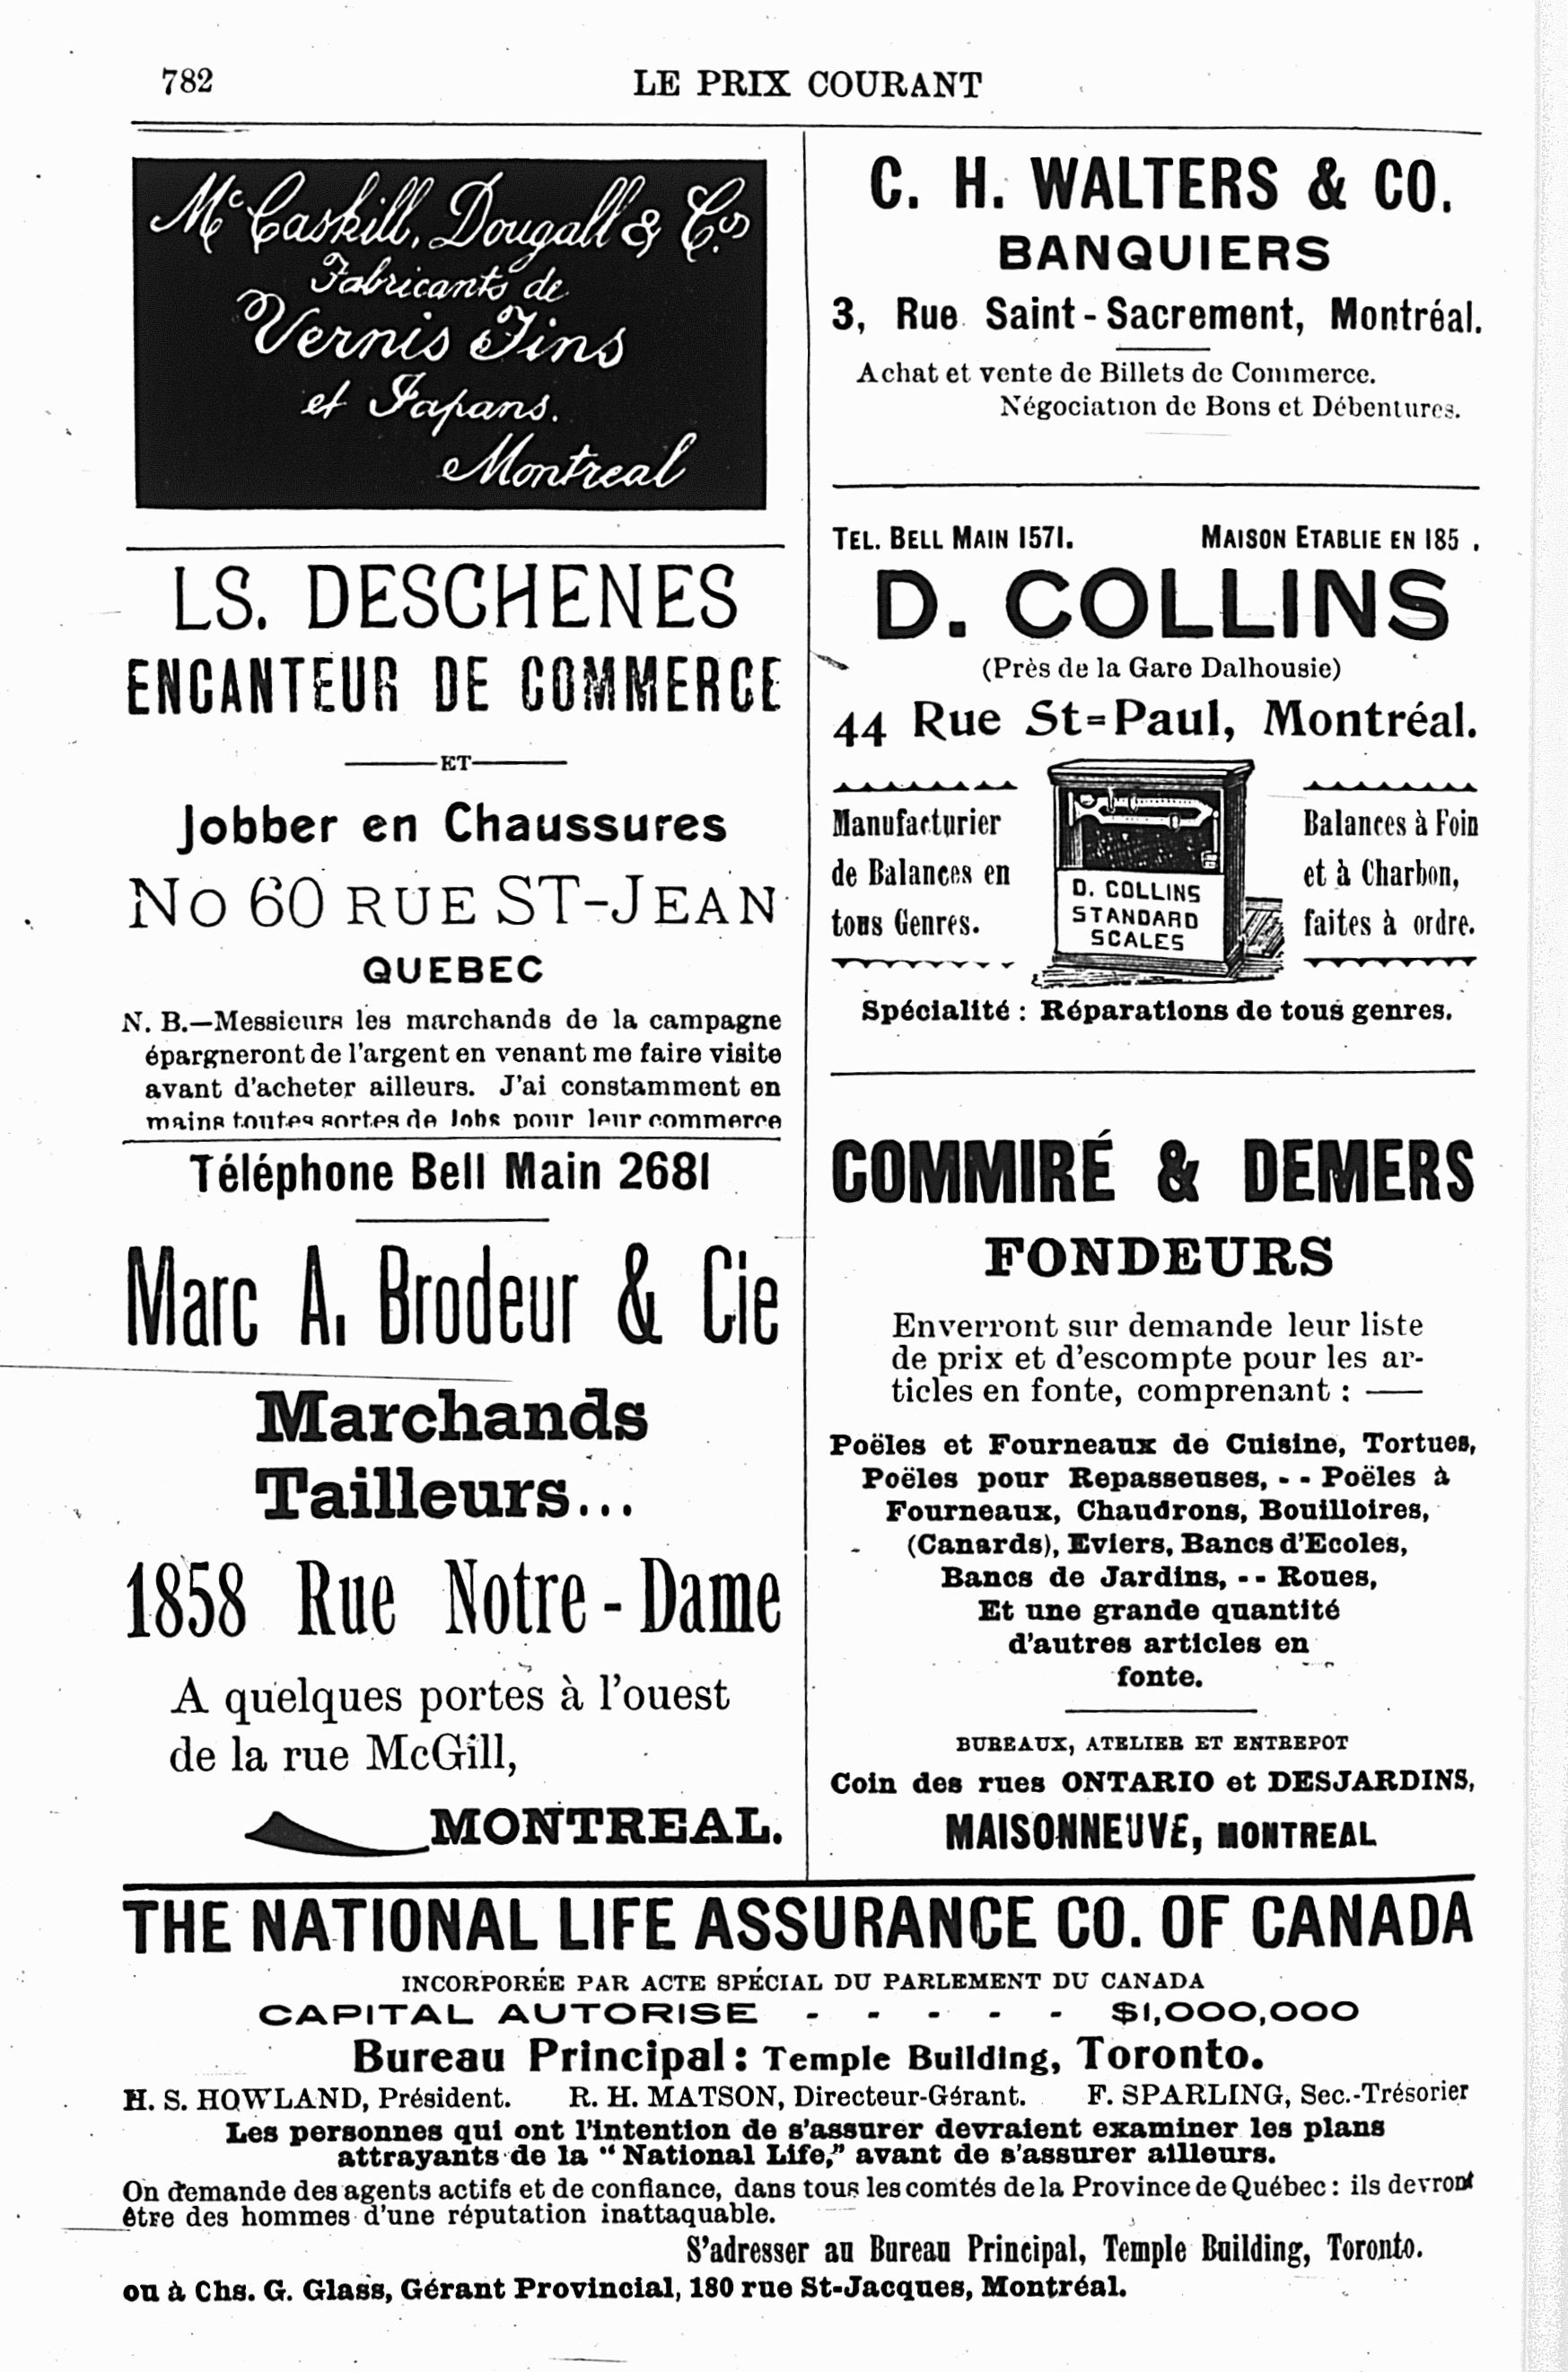 782
LE PRIX COURANT
McCaskill, Dougall & Co
Fabricants de
Vernis Fins
et Japans.
Montreal
LS. DESCHENES
ENCANTEUR DE COMMERCE
ET
Jobber en Chaussures
No 60 RUE ST-JEAN
QUEBEC
N. B.—Messieurs les marchands de la campagne
épargneront de l'argent en venant me faire visite
avant d'acheter ailleurs. J'ai constamment en
mains toutes sortes de Jobs pour leur commerce
Téléphone Bell Main 2681
Marc A. Brodeur & Cie
Marchands
Tailleurs...
1858 Rue Notre-Dame
A quelques portes à l'ouest
de la rue McGill,
MONTREAL.
C. H. WALTERS & CO.
BANQUIERS
3, Rue Saint-Sacrement, Montréal.
Achat et vente de Billets de Commerce.
Négociation de Bons et Débentures.
TEL. BELL MAIN 1571. MAISON ETABLIE EN 185 .
D. COLLINS
(Près de la Gare Dalhousie)
44 Rue St=Paul, Montréal.
Manufacturier
de Balances en
tous Genres.
D. COLLINS
STANDARD
SCALES
Balances à Foin
et à Charbon,
faites à ordre.
Spécialité : Réparations de tous genres.
COMMIRÉ & DEMERS
FONDEURS
Enverront sur demande leur liste
de prix et d'escompte pour les ar-
ticles en fonte, comprenant : —
Poëles et Fourneaux de Cuisine, Tortues,
Poëles pour Repasseuses, - - Poëles à
Fourneaux, Chaudrons, Bouilloires,
(Canards), Eviers, Bancs d'Ecoles,
Bancs de Jardins, - - Roues,
Et une grande quantité
d'autres articles en
fonte.
BUREAUX, ATELIER ET ENTREPOT
Coin des rues ONTARIO et DESJARDINS,
MAISONNEUVE, MONTREAL
THE NATIONAL LIFE ASSURANCE CO. OF CANADA
INCORPORÉE PAR ACTE SPÉCIAL DU PARLEMENT DU CANADA
CAPITAL AUTORISE - - - - - $1,000,000
Bureau Principal: Temple Building, Toronto.
H. S. HOWLAND, Président. R. H. MATSON, Directeur-Gérant. F. SPARLING, Sec.-Trésorier
Les personnes qui ont l'intention de s'assurer devraient examiner les plans
attrayants de la "National Life," avant de s'assurer ailleurs.
On demande des agents actifs et de confiance, dans tous les comtés de la Province de Québec : ils devront
être des hommes d'une réputation inattaquable.
S'adresser au Bureau Principal, Temple Building, Toronto.
ou à Chs. G. Glass, Gérant Provincial, 180 rue St-Jacques, Montréal.